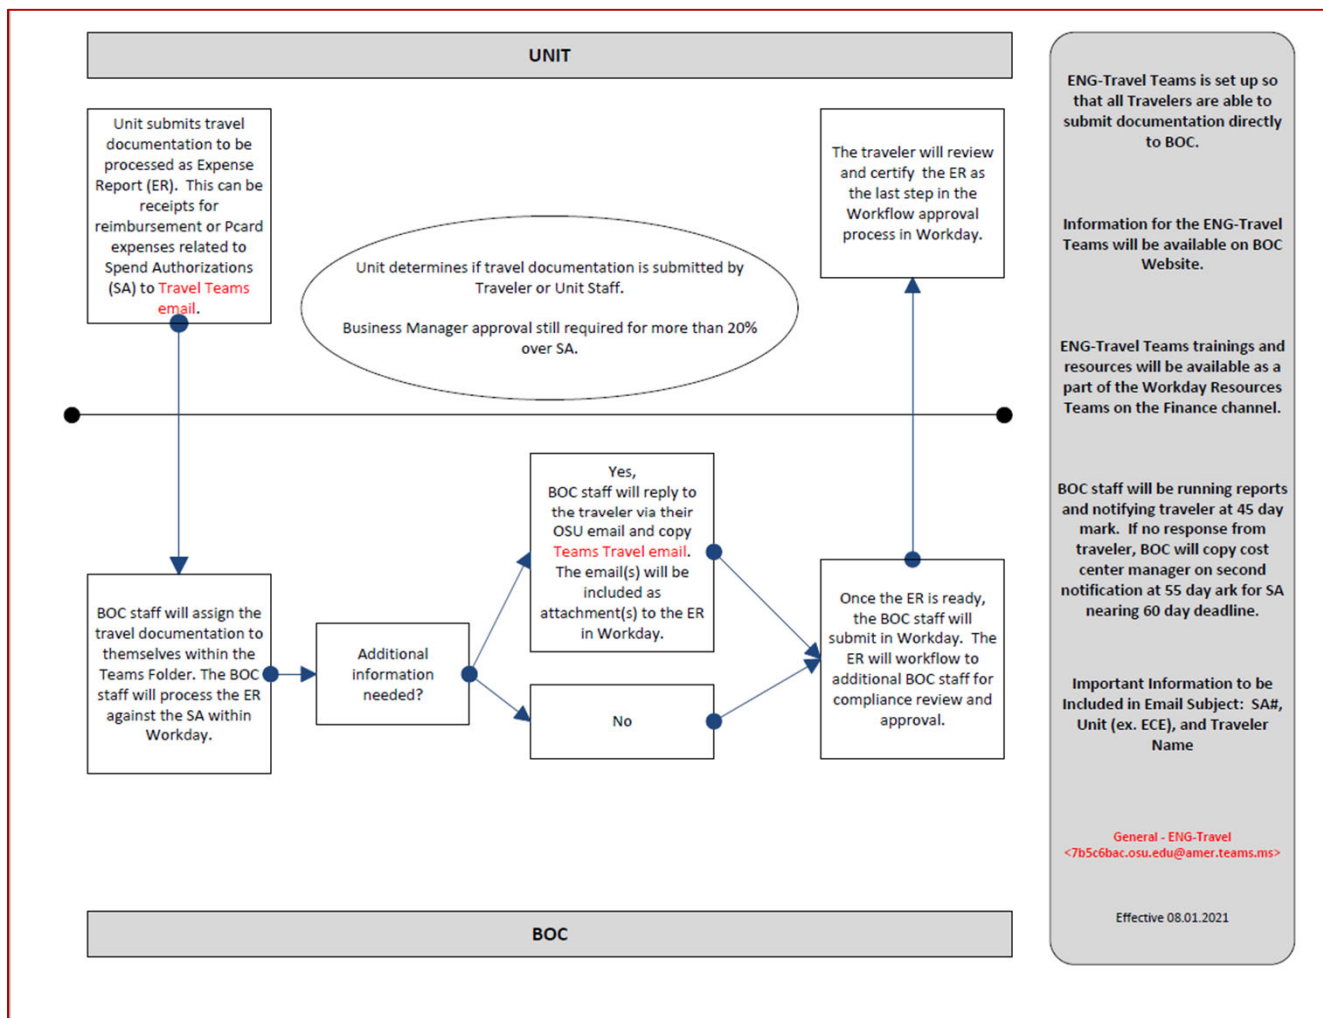 UNIT
Unit submits travel
documentation to be
processed as Expense
Report (ER).  This can be
receipts for
reimbursement or Pcard
expenses related to
Spend Authorizations
(SA) to Travel Teams
email.
Unit determines if travel documentation is submitted by
Traveler or Unit Staff.
Business Manager approval still required for more than 20%
over SA.
The traveler will review
and certify  the ER as
the last step in the
Workflow approval
process in Workday.
BOC staff will assign the
travel documentation to
themselves within the
Teams Folder. The BOC
staff will process the ER
against the SA within
Workday.
Additional
information
needed?
Yes,
BOC staff will reply to
the traveler via their
OSU email and copy
Teams Travel email.
The email(s) will be
included as
attachment(s) to the ER
in Workday.
No
Once the ER is ready,
the BOC staff will
submit in Workday.  The
ER will workflow to
additional BOC staff for
compliance review and
approval.
BOC
ENG-Travel Teams is set up so
that all Travelers are able to
submit documentation directly
to BOC.
Information for the ENG-Travel
Teams will be available on BOC
Website.
ENG-Travel Teams trainings and
resources will be available as a
part of the Workday Resources
Teams on the Finance channel.
BOC staff will be running reports
and notifying traveler at 45 day
mark.  If no response from
traveler, BOC will copy cost
center manager on second
notification at 55 day ark for SA
nearing 60 day deadline.
Important Information to be
Included in Email Subject:  SA#,
Unit (ex. ECE), and Traveler
Name
General - ENG-Travel
<7b5c6bac.osu.edu@amer.teams.ms>
Effective 08.01.2021